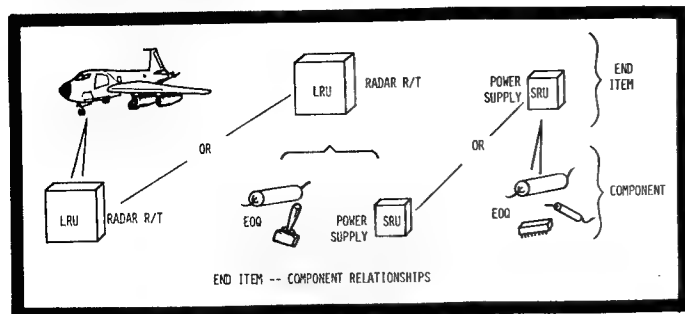 LRU
RADAR R/T
OR
LRU
RADAR R/T
EOQ
POWER
SUPPLY
SRU
OR
POWER
SUPPLY
SRU
EOQ
END
ITEM
COMPONENT
END ITEM -- COMPONENT RELATIONSHIPS